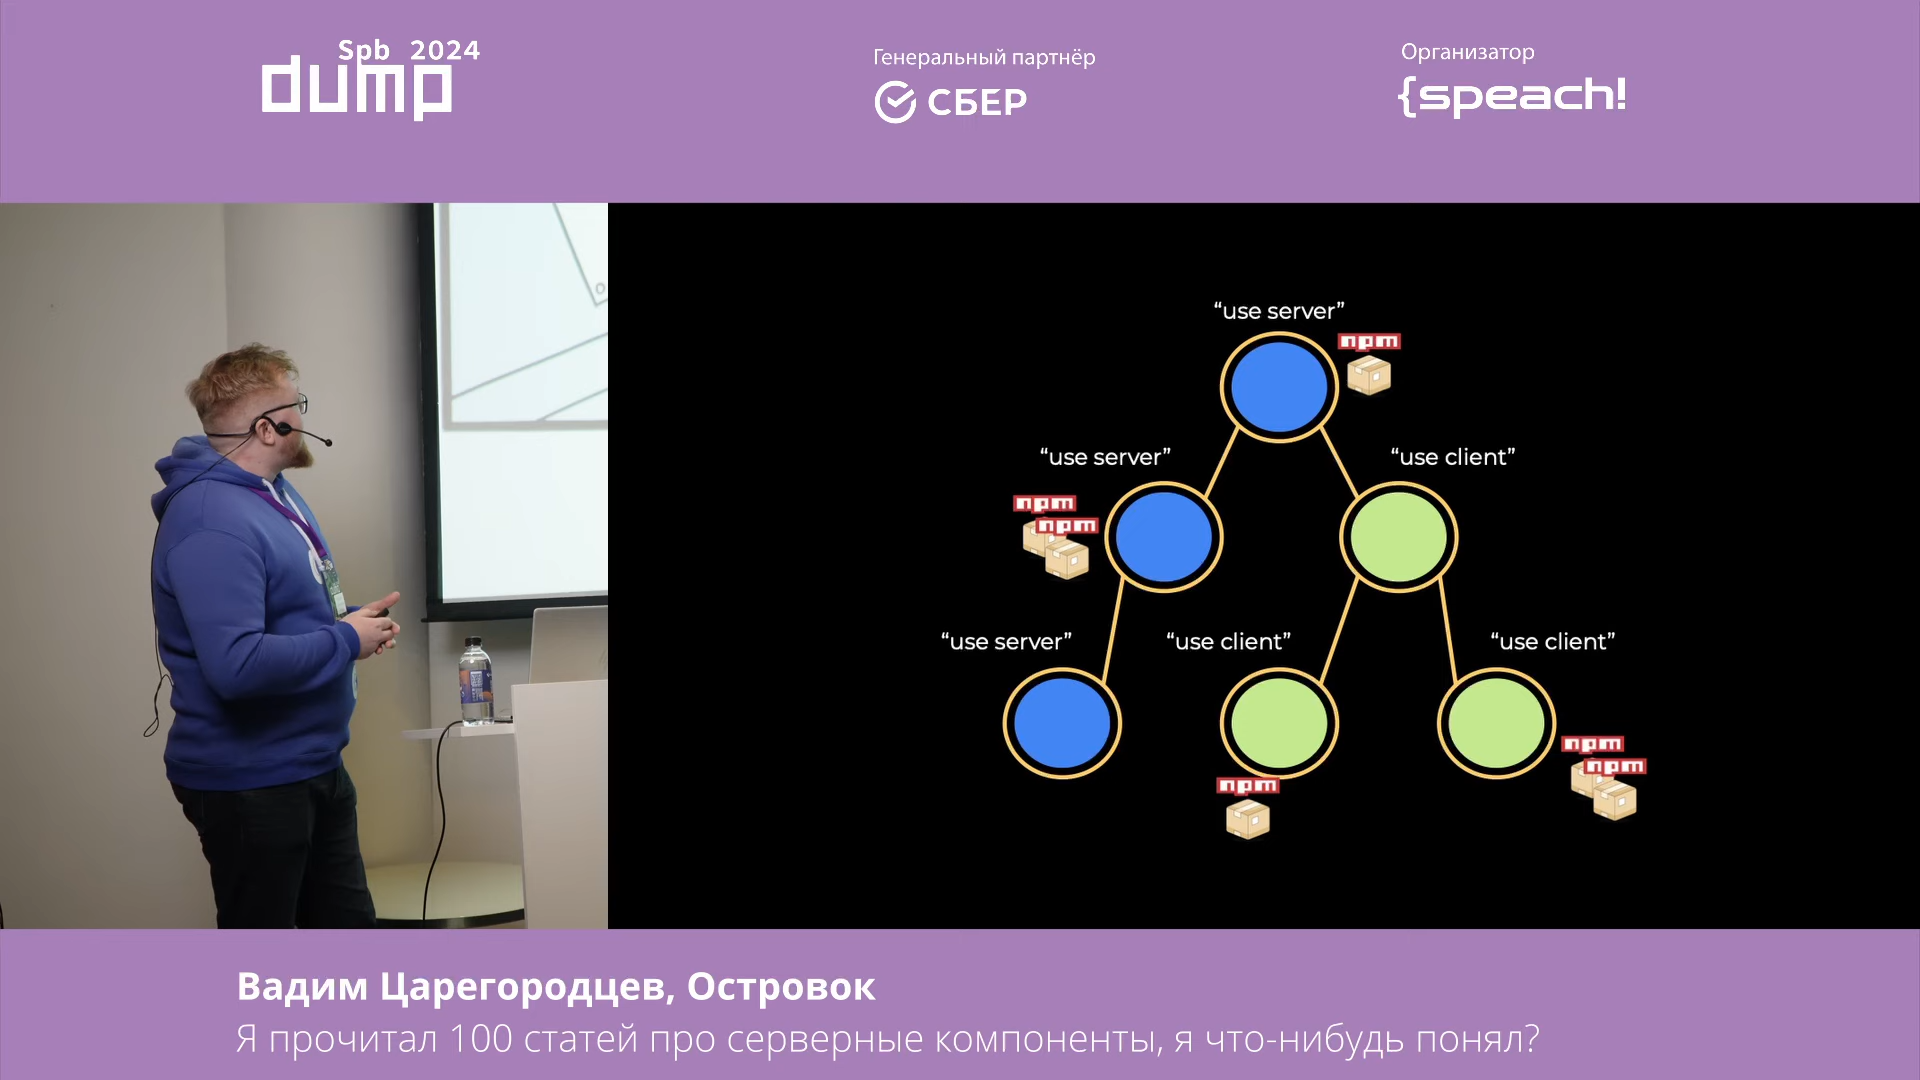 Spb 2024
dump
Генеральный партнёр
СБЕР
Организатор
{speach!
“use server”
npm
“use server”
“use client”
npm
npm
“use server”
“use client”
“use client”
npm
npm
npm
Вадим Царегородцев, Островок
Я прочитал 100 статей про серверные компоненты, я что-нибудь понял?